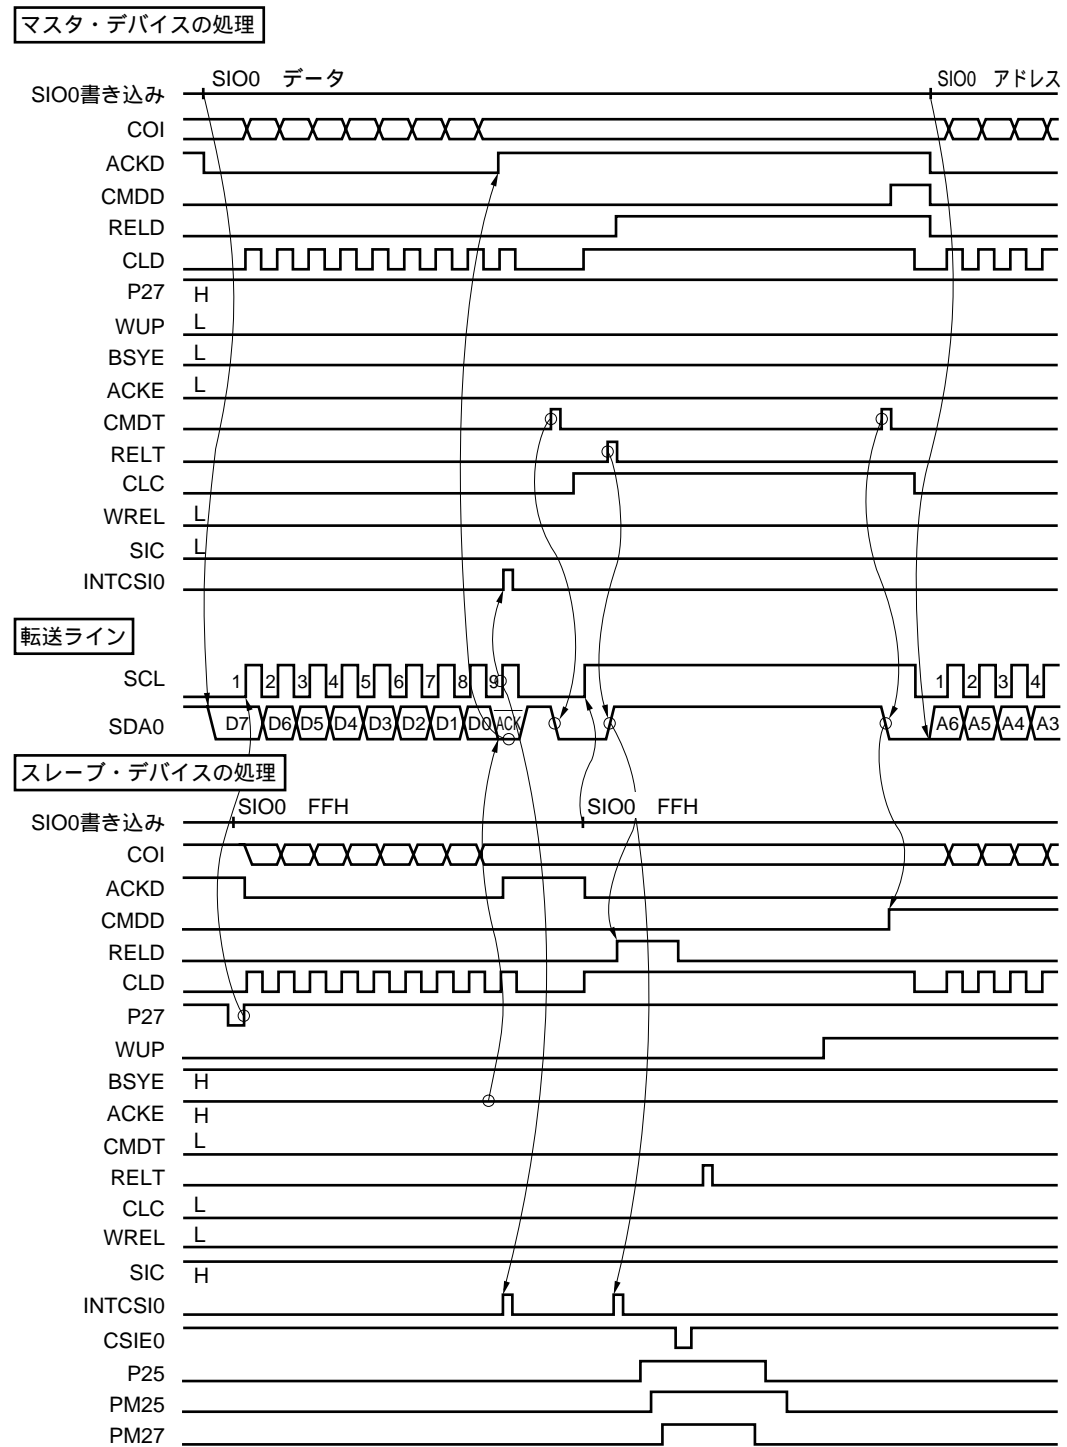 マスタ・デバイスの処理
SIO0 データ SIO0 アドレス
SIO0書き込み
COI
ACKD
CMDD
RELD
CLD
P27 H
WUP L
BSYE L
ACKE L
CMDT
RELT
CLC
WREL L
SIC L
INTCSI0
転送ライン
SCL 1 2 3 4 5 6 7 8 9 1 2 3 4
SDA0 D7 D6 D5 D4 D3 D2 D1 D0 ACK A6 A5 A4 A3
スレーブ・デバイスの処理
SIO0 FFH SIO0 FFH
SIO0書き込み
COI
ACKD
CMDD
RELD
CLD
P27
WUP
BSYE H
ACKE H
CMDT L
RELT
CLC L
WREL L
SIC H
INTCSI0
CSIE0
P25
PM25
PM27